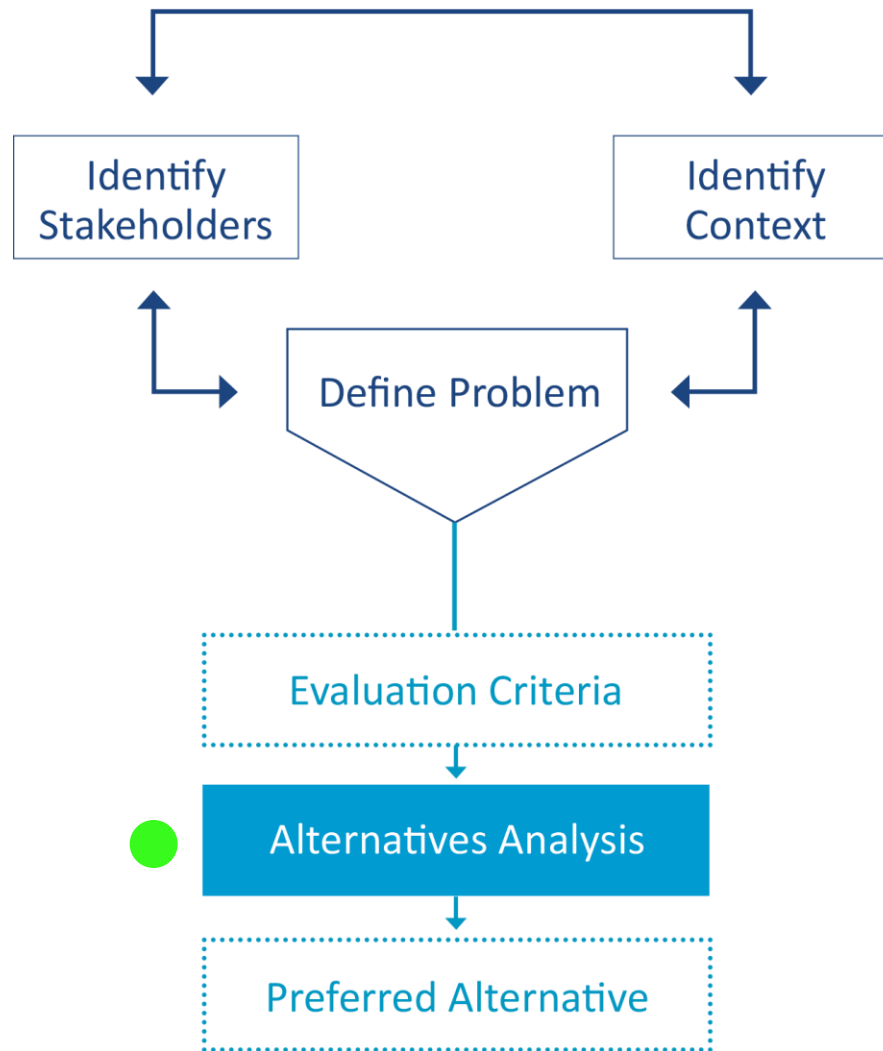 Identify
Stakeholders
Identify
Context
Define Problem
Evaluation Criteria
Alternatives Analysis
Preferred Alternative